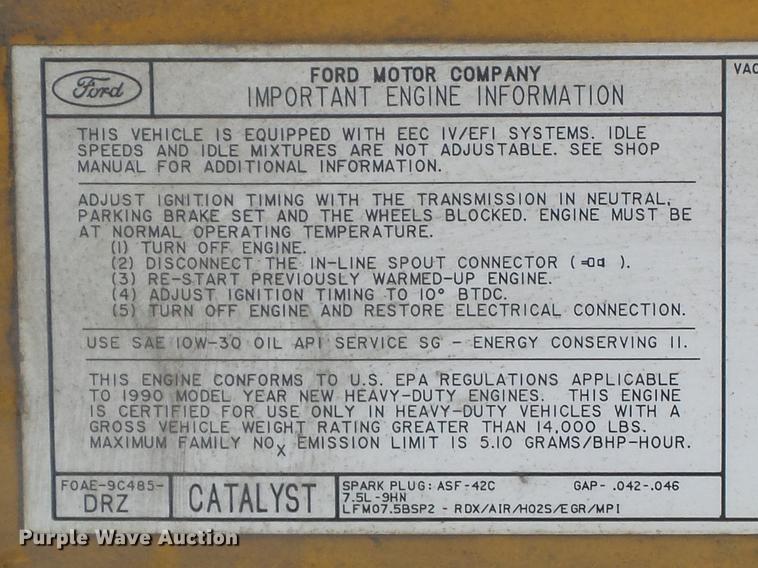 Ford
FORD MOTOR COMPANY
IMPORTANT ENGINE INFORMATION
VAC
THIS VEHICLE IS EQUIPPED WITH EEC IV/EFI SYSTEMS. IDLE
SPEEDS AND IDLE MIXTURES ARE NOT ADJUSTABLE. SEE SHOP
MANUAL FOR ADDITIONAL INFORMATION.
ADJUST IGNITION TIMING WITH THE TRANSMISSION IN NEUTRAL,
PARKING BRAKE SET AND THE WHEELS BLOCKED. ENGINE MUST BE
AT NORMAL OPERATING TEMPERATURE.
(1) TURN OFF ENGINE.
(2) DISCONNECT THE IN-LINE SPOUT CONNECTOR ( ).
(3) RE-START PREVIOUSLY WARMED-UP ENGINE.
(4) ADJUST IGNITION TIMING TO 10° BTDC.
(5) TURN OFF ENGINE AND RESTORE ELECTRICAL CONNECTION.
USE SAE 10W-30 OIL API SERVICE SG - ENERGY CONSERVING II.
THIS ENGINE CONFORMS TO U.S. EPA REGULATIONS APPLICABLE
TO 1990 MODEL YEAR NEW HEAVY-DUTY ENGINES. THIS ENGINE
IS CERTIFIED FOR USE ONLY IN HEAVY-DUTY VEHICLES WITH A
GROSS VEHICLE WEIGHT RATING GREATER THAN 14,000 LBS.
MAXIMUM FAMILY NOX EMISSION LIMIT IS 5.10 GRAMS/BHP-HOUR.
FOAE-9C485-
DRZ
CATALYST
SPARK PLUG: ASF-42C GAP- .042-.046
7.5L-9HN
LFM07.5BSP2 - RDX/AIR/HO2S/EGR/MPI
Purple Wave Auction